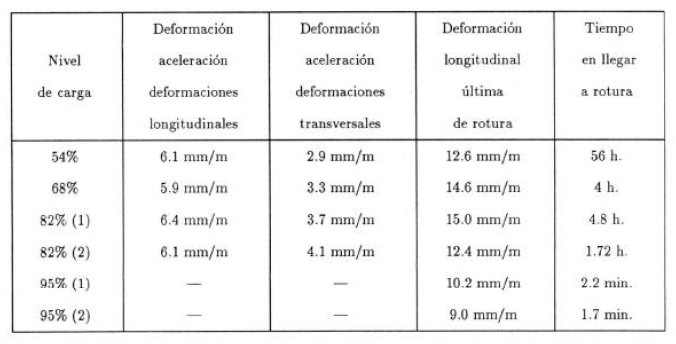 Nivel de carga | Deformación aceleración deformaciones longitudinales | Deformación aceleración deformaciones transversales | Deformación longitudinal última de rotura | Tiempo en llegar a rotura
54% | 6.1 mm/m | 2.9 mm/m | 12.6 mm/m | 56 h.
68% | 5.9 mm/m | 3.3 mm/m | 14.6 mm/m | 4 h.
82% (1) | 6.4 mm/m | 3.7 mm/m | 15.0 mm/m | 4.8 h.
82% (2) | 6.1 mm/m | 4.1 mm/m | 12.4 mm/m | 1.72 h.
95% (1) | — | — | 10.2 mm/m | 2.2 min.
95% (2) | — | — | 9.0 mm/m | 1.7 min.